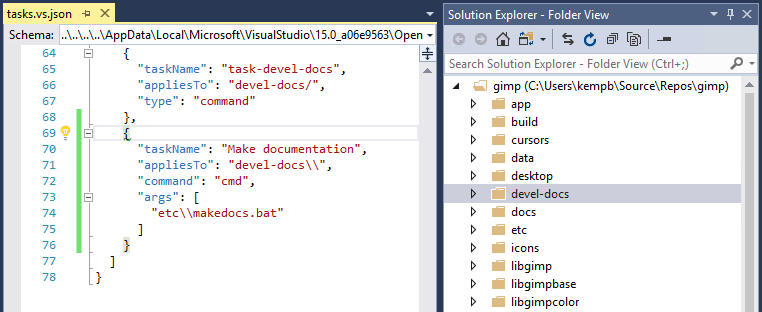 tasks.vs.json
Schema: ..\..\..\..\AppData\Local\Microsoft\VisualStudio\15.0_a06e9563\Open
64 {
65 "taskName": "task-devel-docs",
66 "appliesTo": "devel-docs/",
67 "type": "command"
68 },
69 {
70 "taskName": "Make documentation",
71 "appliesTo": "devel-docs\\",
72 "command": "cmd",
73 "args": [
74 "etc\\makedocs.bat"
75 ]
76 }
77 ]
78 }
Solution Explorer - Folder View
Search Solution Explorer - Folder View (Ctrl+;)
gimp (C:\Users\kempb\Source\Repos\gimp)
app
build
cursors
data
desktop
devel-docs
docs
etc
icons
libgimp
libgimpbase
libgimpcolor